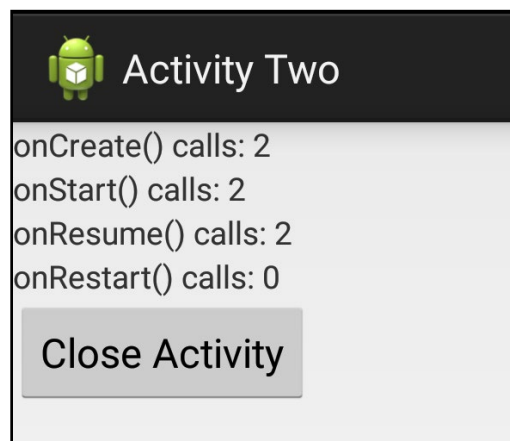 Activity Two
onCreate() calls: 2
onStart() calls: 2
onResume() calls: 2
onRestart() calls: 0
Close Activity